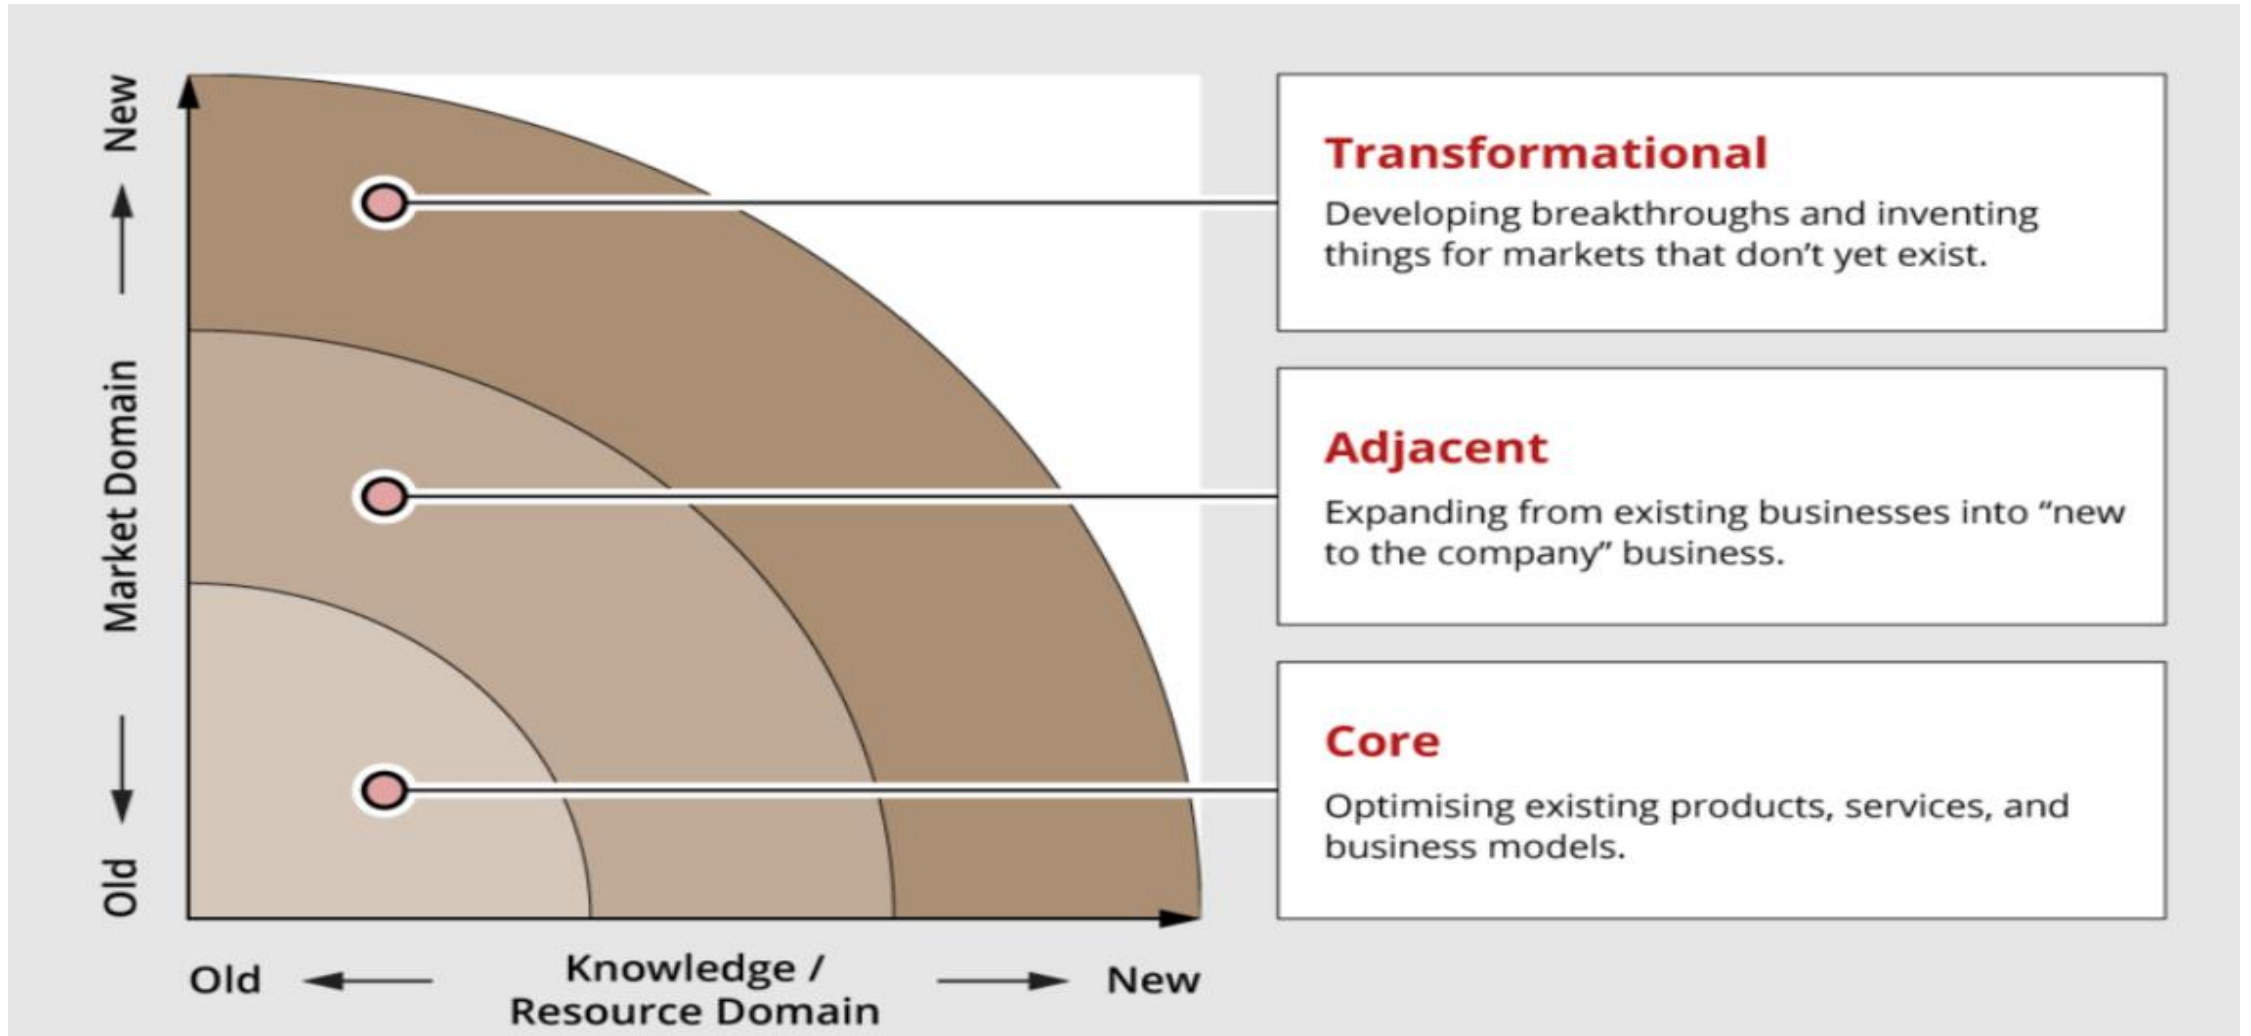 New
Market Domain
Old
Old
Knowledge /
Resource Domain
New
Transformational
Developing breakthroughs and inventing
things for markets that don’t yet exist.
Adjacent
Expanding from existing businesses into “new
to the company” business.
Core
Optimising existing products, services, and
business models.